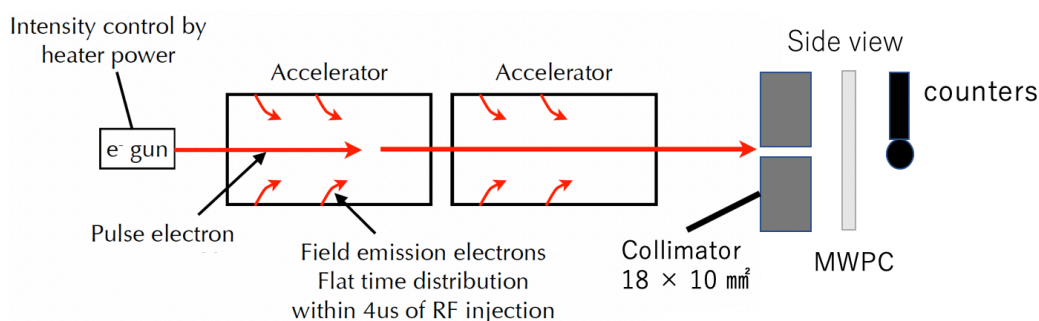 Intensity control by
heater power
Accelerator
Accelerator
Side view
counters
e⁻ gun
Pulse electron
Field emission electrons
Flat time distribution
within 4us of RF injection
Collimator
18 × 10 ㎟
MWPC